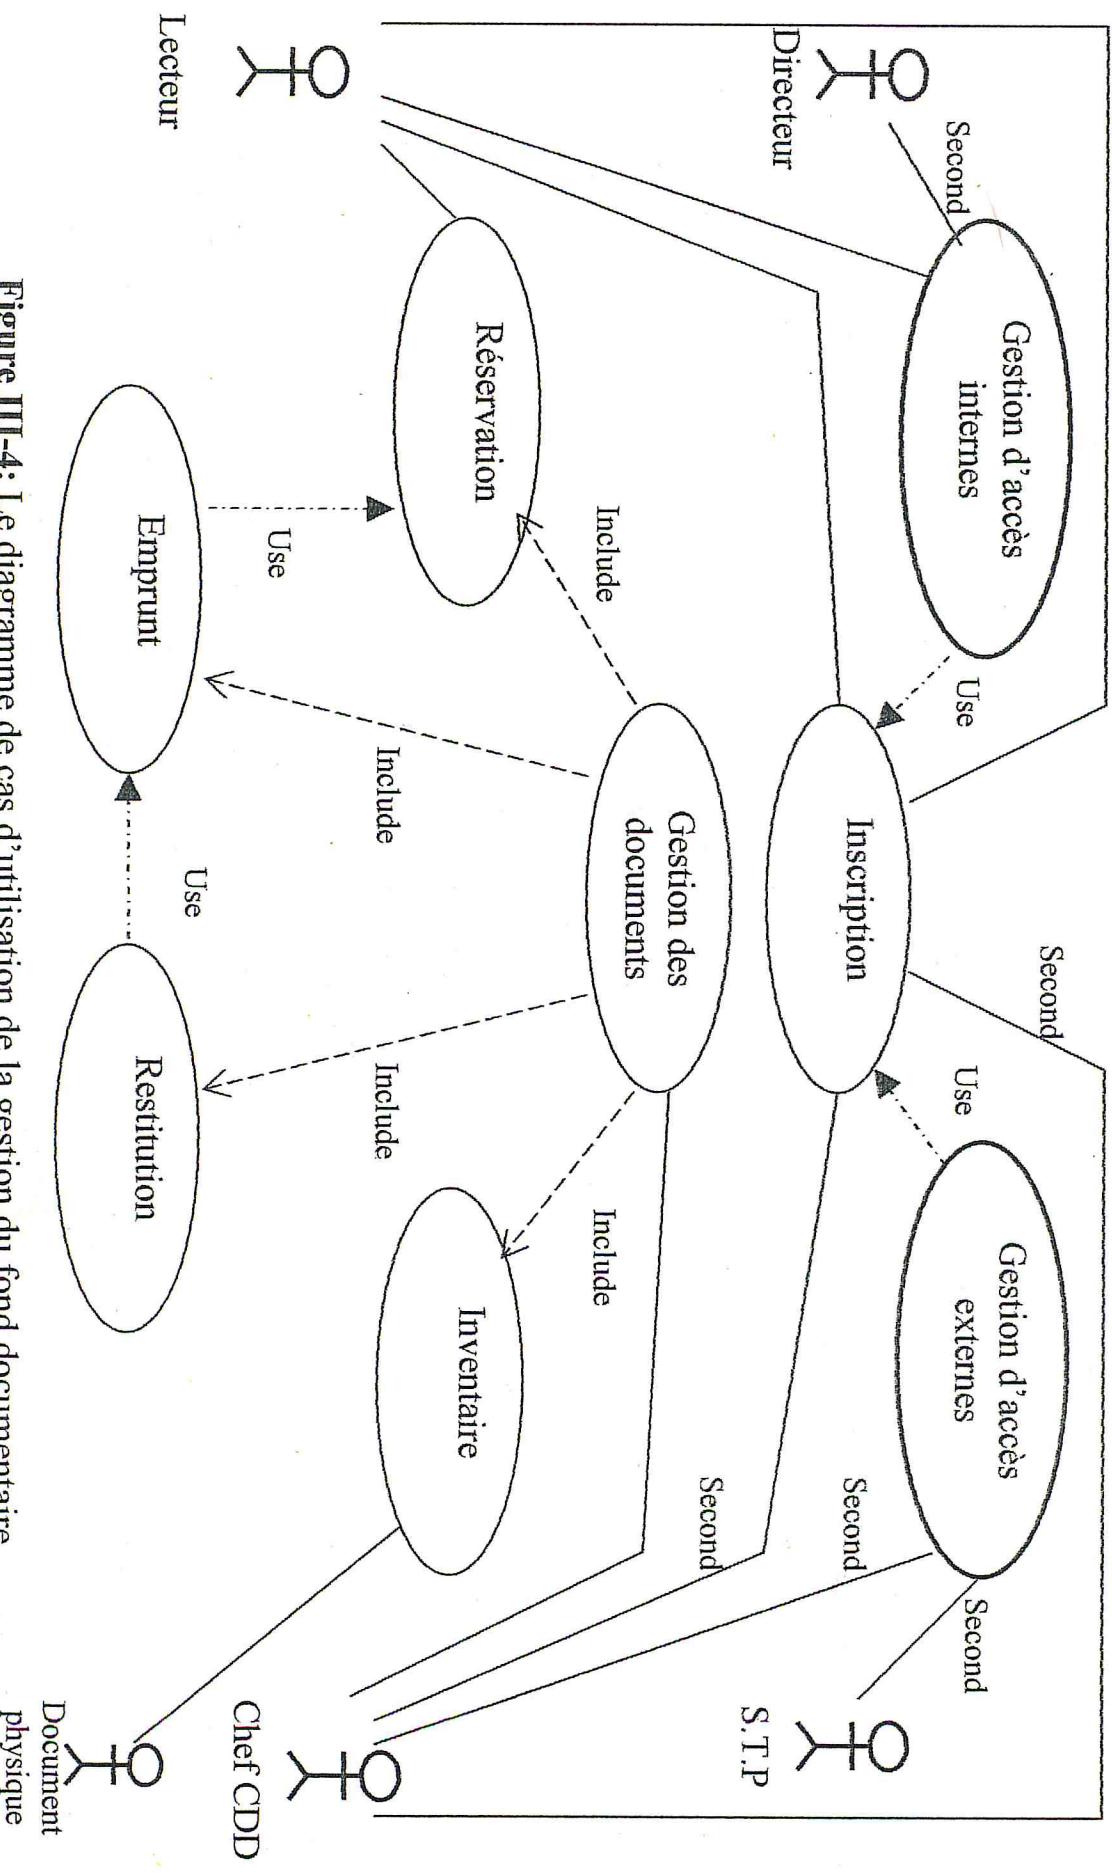 Second
Directeur
Gestion d'accès
internes
Use
Inscription
Second
Use
Gestion d'accès
externes
Second
S.T.P
Second
Second
Lecteur
Réservation
Include
Gestion des
documents
Include
Inventaire
Use
Include
Include
Emprunt
Use
Restitution
Chef CDD
Document
physique
Figure III-4: Le diagramme de cas d'utilisation de la gestion du fond documentaire